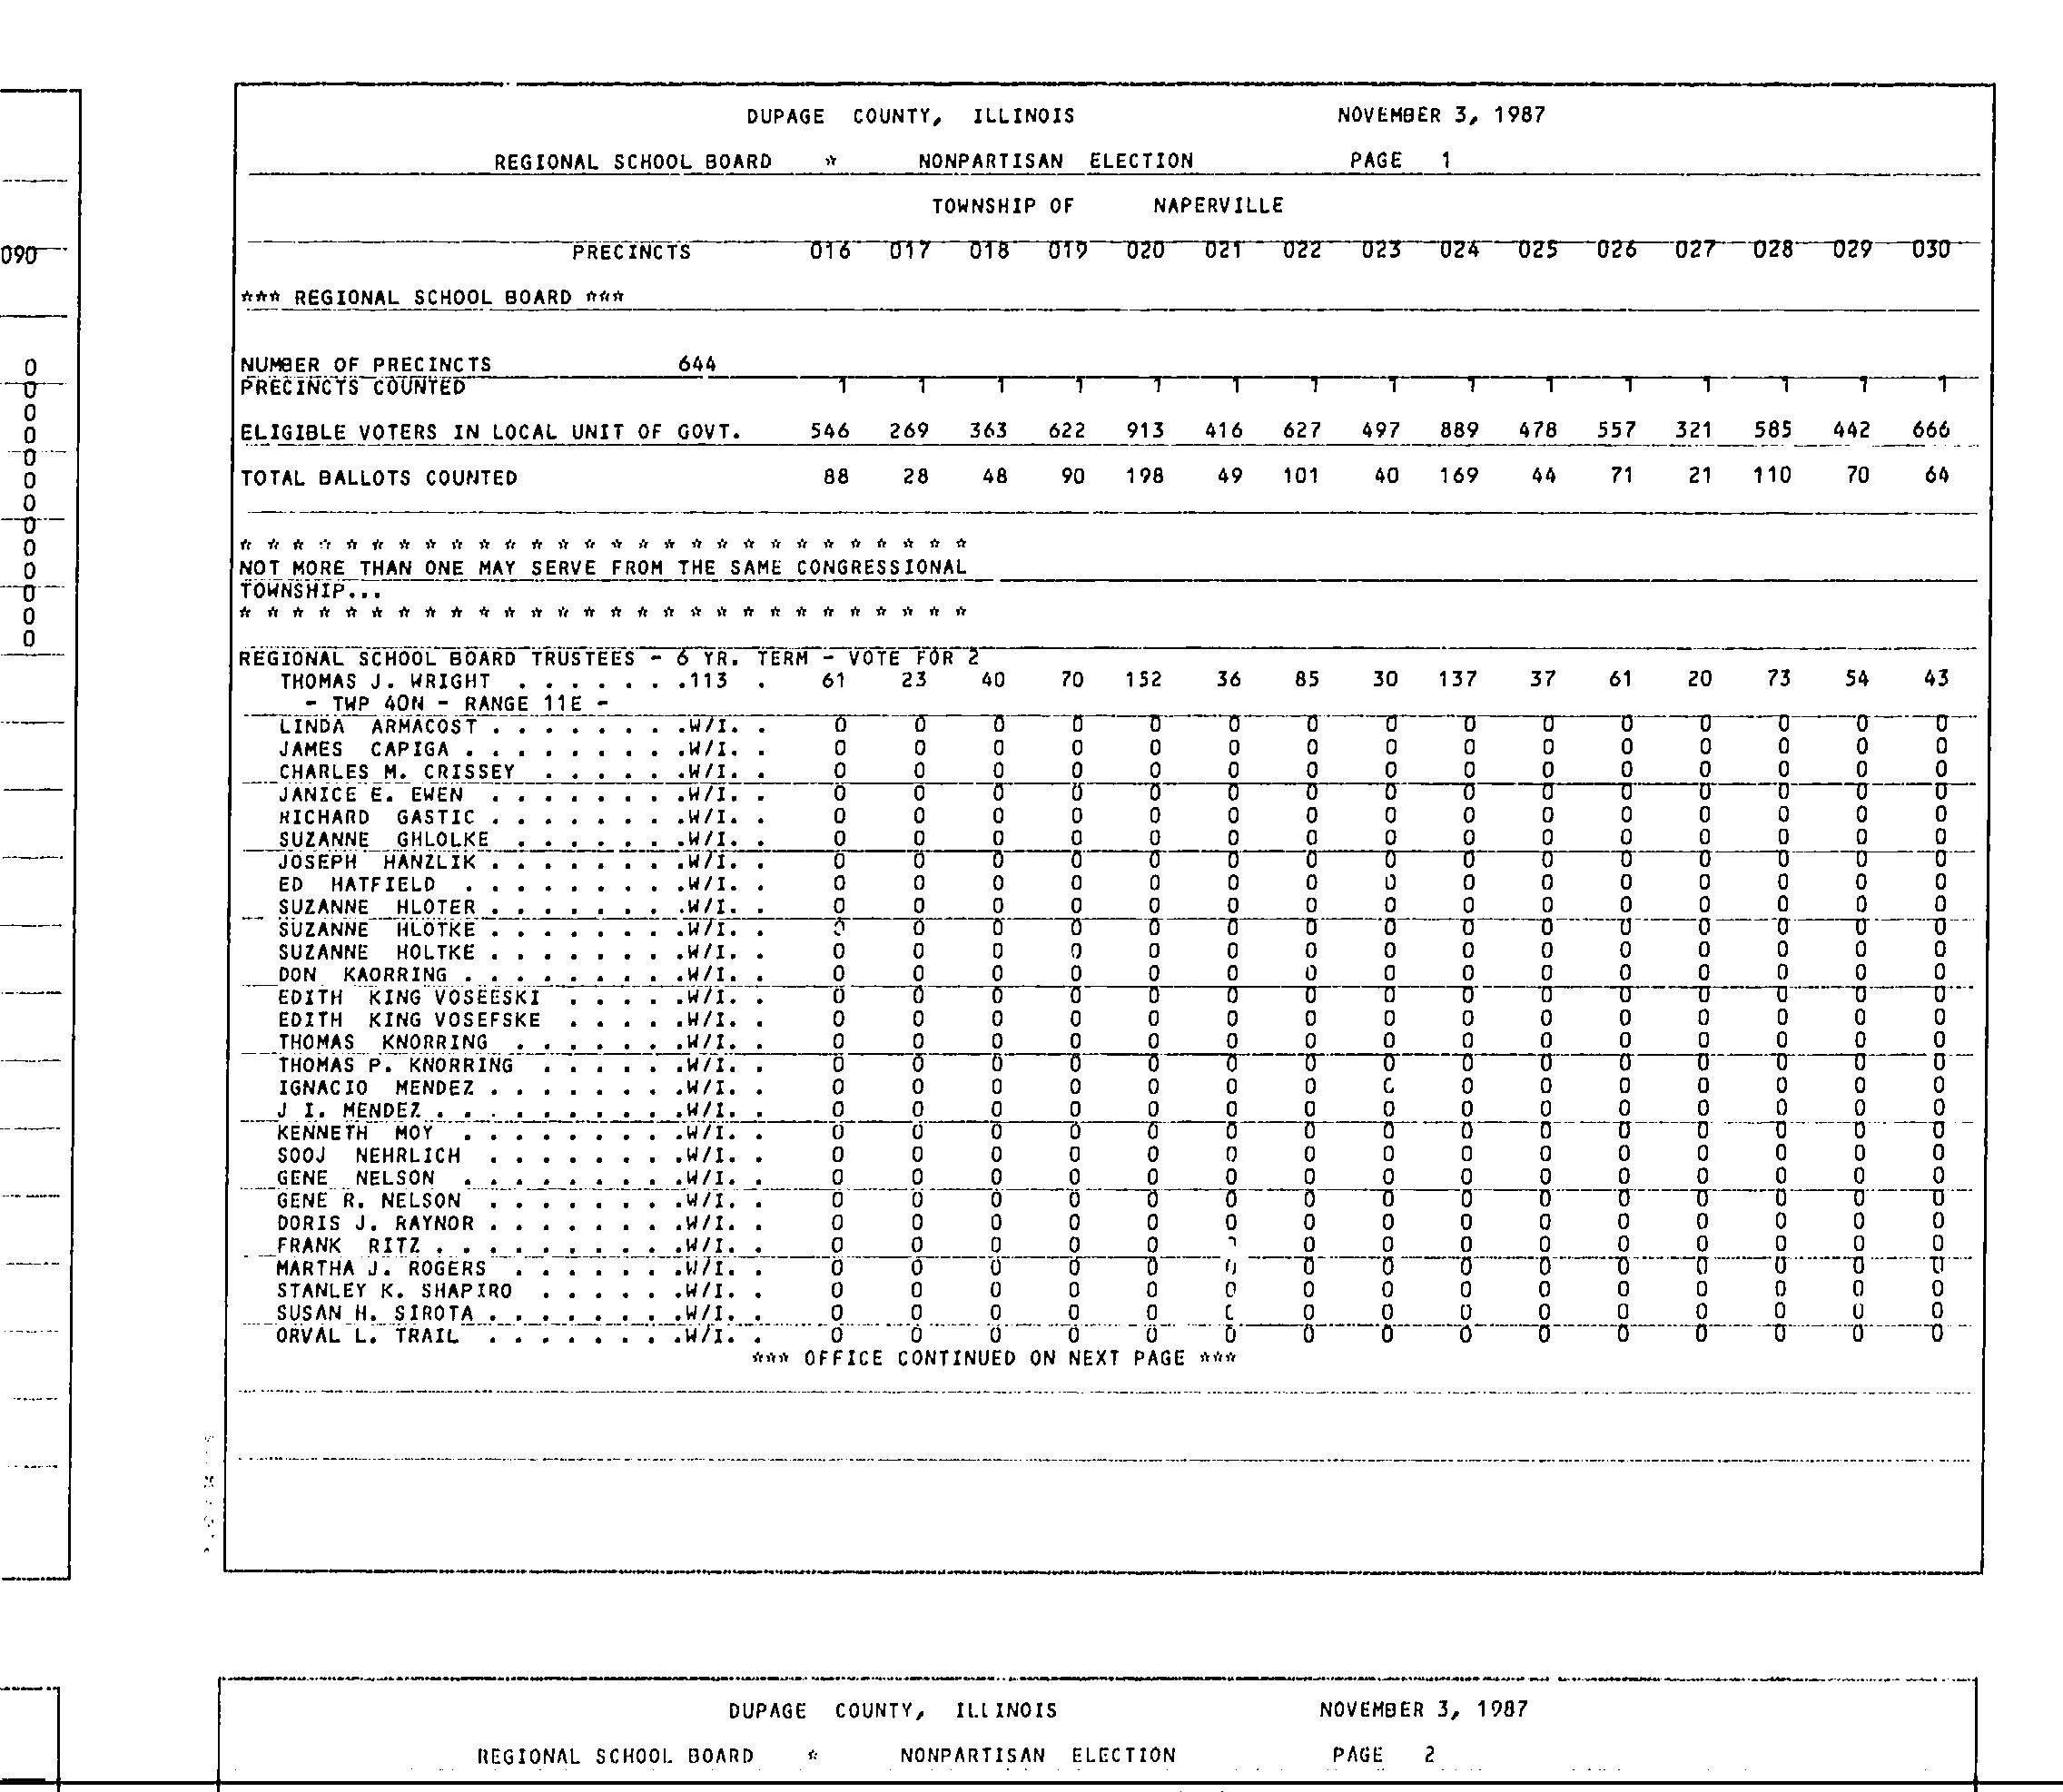 090
0
0
0
0
0
0
0
0
0
0
0
0
0
DUPAGE COUNTY, ILLINOIS NOVEMBER 3, 1987
REGIONAL SCHOOL BOARD * NONPARTISAN ELECTION PAGE 1
TOWNSHIP OF NAPERVILLE
PRECINCTS 016 017 018 019 020 021 022 023 024 025 026 027 028 029 030
*** REGIONAL SCHOOL BOARD ***
NUMBER OF PRECINCTS 644
PRECINCTS COUNTED 1 1 1 1 1 1 1 1 1 1 1 1 1 1 1
ELIGIBLE VOTERS IN LOCAL UNIT OF GOVT. 546 269 363 622 913 416 627 497 889 478 557 321 585 442 666
TOTAL BALLOTS COUNTED 88 28 48 90 198 49 101 40 169 44 71 21 110 70 64
* * * * * * * * * * * * * * * * * * * * * * * * * * * *
NOT MORE THAN ONE MAY SERVE FROM THE SAME CONGRESSIONAL
TOWNSHIP...
* * * * * * * * * * * * * * * * * * * * * * * * * * * *
REGIONAL SCHOOL BOARD TRUSTEES - 6 YR. TERM - VOTE FOR 2
THOMAS J. WRIGHT . . . . . . .113 . 61 23 40 70 152 36 85 30 137 37 61 20 73 54 43
- TWP 40N - RANGE 11E -
LINDA ARMACOST . . . . . . . .W/I. . 0 0 0 0 0 0 0 0 0 0 0 0 0 0 0
JAMES CAPIGA . . . . . . . . .W/I. . 0 0 0 0 0 0 0 0 0 0 0 0 0 0 0
CHARLES M. CRISSEY . . . . . .W/I. . 0 0 0 0 0 0 0 0 0 0 0 0 0 0 0
JANICE E. EWEN . . . . . . . .W/I. . 0 0 0 0 0 0 0 0 0 0 0 0 0 0 0
RICHARD GASTIC . . . . . . . .W/I. . 0 0 0 0 0 0 0 0 0 0 0 0 0 0 0
SUZANNE GHLOLKE . . . . . . .W/I. . 0 0 0 0 0 0 0 0 0 0 0 0 0 0 0
JOSEPH HANZLIK . . . . . . . .W/I. . 0 0 0 0 0 0 0 0 0 0 0 0 0 0 0
ED HATFIELD . . . . . . . . .W/I. . 0 0 0 0 0 0 0 0 0 0 0 0 0 0 0
SUZANNE HLOTER . . . . . . . .W/I. . 0 0 0 0 0 0 0 0 0 0 0 0 0 0 0
SUZANNE HLOTKE . . . . . . . .W/I. . 0 0 0 0 0 0 0 0 0 0 0 0 0 0 0
SUZANNE HOLTKE . . . . . . . .W/I. . 0 0 0 0 0 0 0 0 0 0 0 0 0 0 0
DON KAORRING . . . . . . . . .W/I. . 0 0 0 0 0 0 0 0 0 0 0 0 0 0 0
EDITH KING VOSEESKI . . . . .W/I. . 0 0 0 0 0 0 0 0 0 0 0 0 0 0 0
EDITH KING VOSEFSKE . . . . .W/I. . 0 0 0 0 0 0 0 0 0 0 0 0 0 0 0
THOMAS KNORRING . . . . . . .W/I. . 0 0 0 0 0 0 0 0 0 0 0 0 0 0 0
THOMAS P. KNORRING . . . . . .W/I. . 0 0 0 0 0 0 0 0 0 0 0 0 0 0 0
IGNACIO MENDEZ . . . . . . . .W/I. . 0 0 0 0 0 0 0 0 0 0 0 0 0 0 0
J I. MENDEZ . . . . . . . . . .W/I. . 0 0 0 0 0 0 0 0 0 0 0 0 0 0 0
KENNETH MOY . . . . . . . . .W/I. . 0 0 0 0 0 0 0 0 0 0 0 0 0 0 0
SOOJ NEHRLICH . . . . . . . .W/I. . 0 0 0 0 0 0 0 0 0 0 0 0 0 0 0
GENE NELSON . . . . . . . . .W/I. . 0 0 0 0 0 0 0 0 0 0 0 0 0 0 0
GENE R. NELSON . . . . . . . .W/I. . 0 0 0 0 0 0 0 0 0 0 0 0 0 0 0
DORIS J. RAYNOR . . . . . . . .W/I. . 0 0 0 0 0 0 0 0 0 0 0 0 0 0 0
FRANK RITZ . . . . . . . . . .W/I. . 0 0 0 0 0 0 0 0 0 0 0 0 0 0
MARTHA J. ROGERS . . . . . . .W/I. . 0 0 0 0 0 0 0 0 0 0 0 0 0 0 0
STANLEY K. SHAPIRO . . . . . .W/I. . 0 0 0 0 0 0 0 0 0 0 0 0 0 0 0
SUSAN H. SIROTA . . . . . . . .W/I. . 0 0 0 0 0 0 0 0 0 0 0 0 0 0 0
ORVAL L. TRAIL . . . . . . . .W/I. . 0 0 0 0 0 0 0 0 0 0 0 0 0 0 0
*** OFFICE CONTINUED ON NEXT PAGE ***
DUPAGE COUNTY, ILLINOIS NOVEMBER 3, 1987
REGIONAL SCHOOL BOARD * NONPARTISAN ELECTION PAGE 2